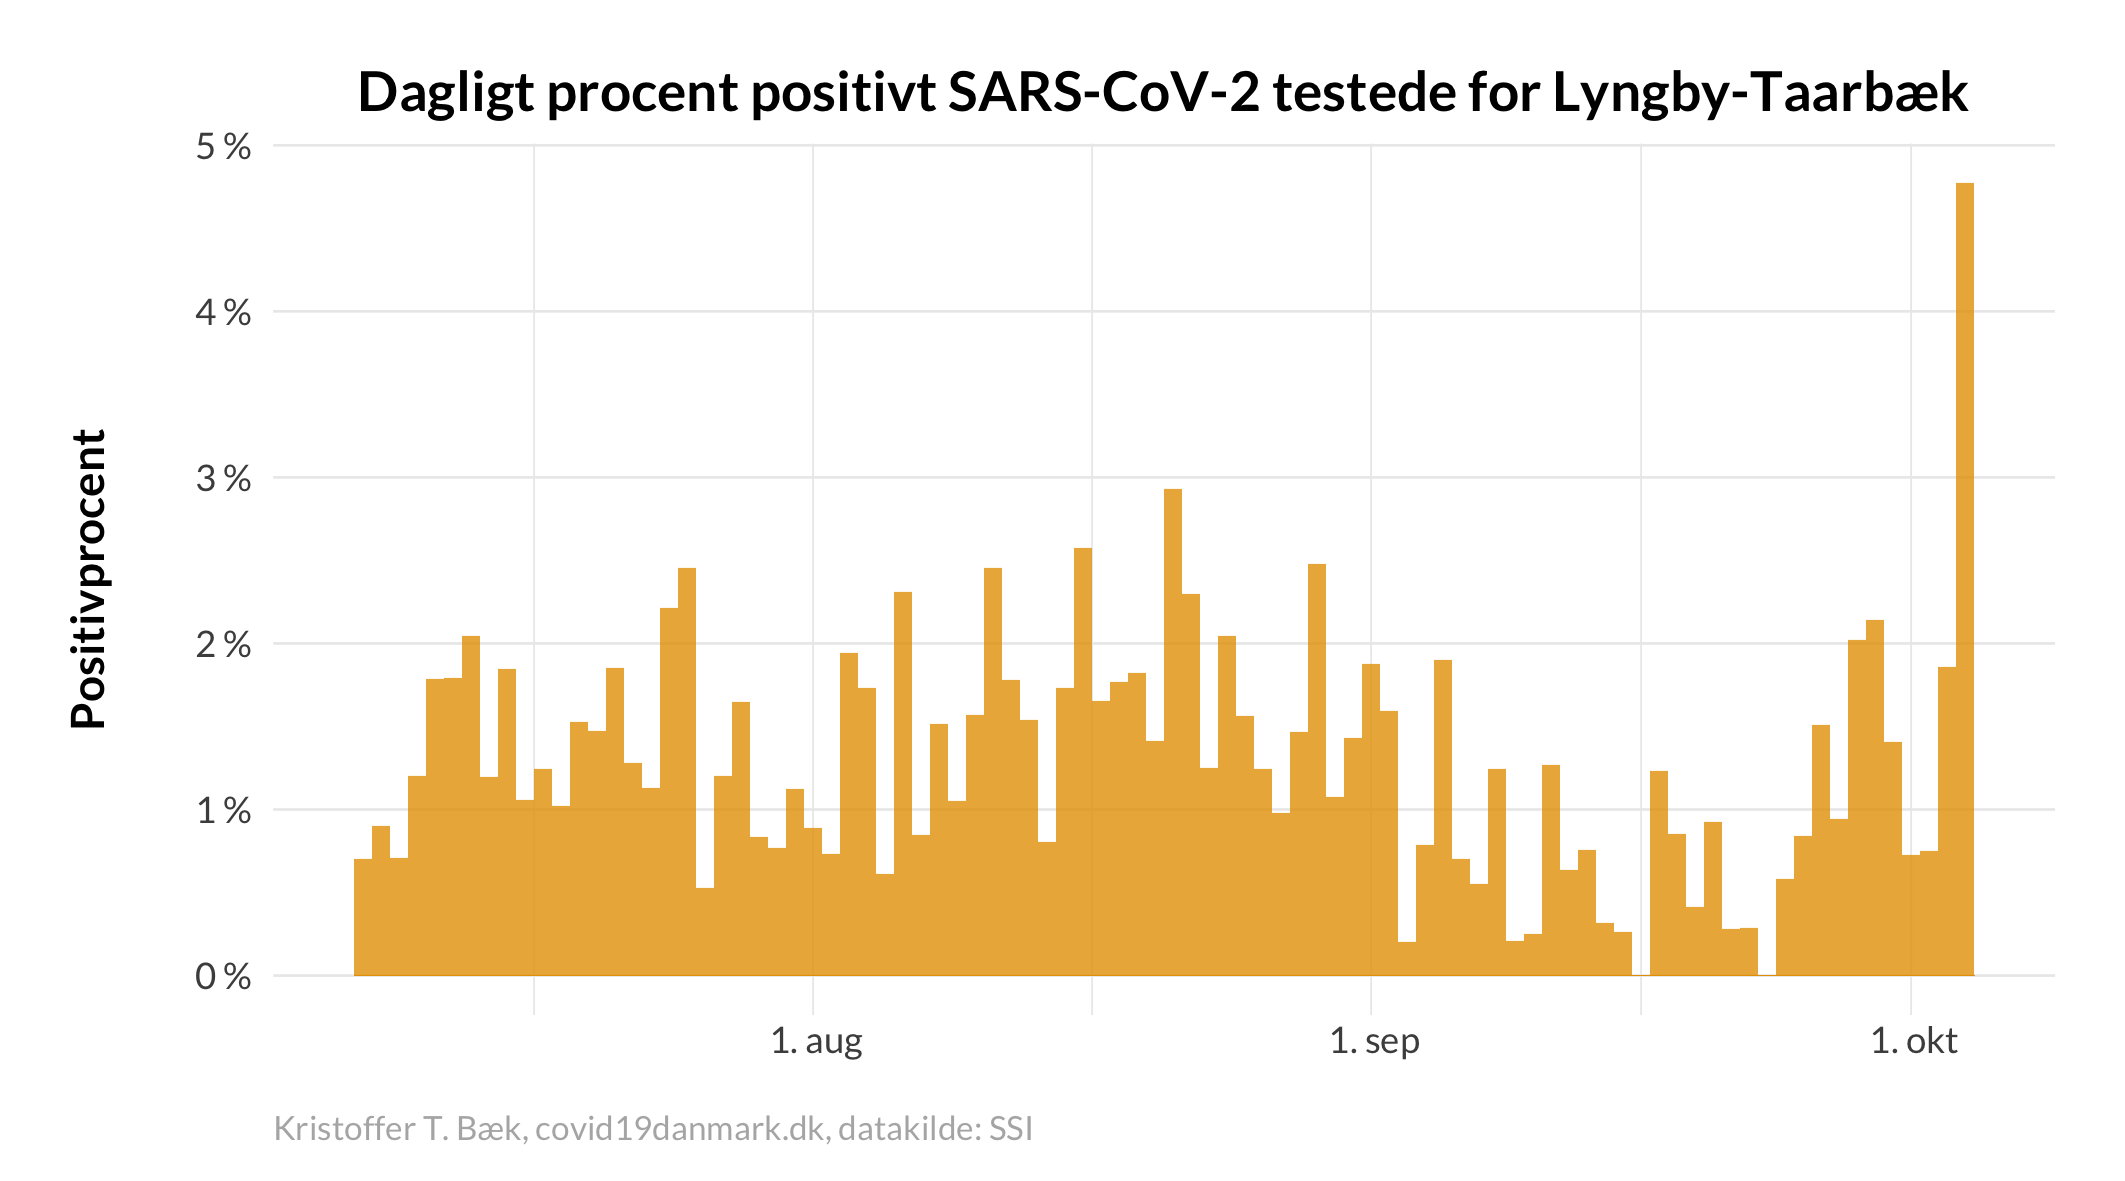 Dagligt procent positivt SARS-CoV-2 testede for Lyngby-Taarbæk
5 %
4 %
3 %
2 %
1 %
0 %
Positivprocent
1. aug
1. sep
1. okt
Kristoffer T. Bæk, covid19danmark.dk, datakilde: SSI